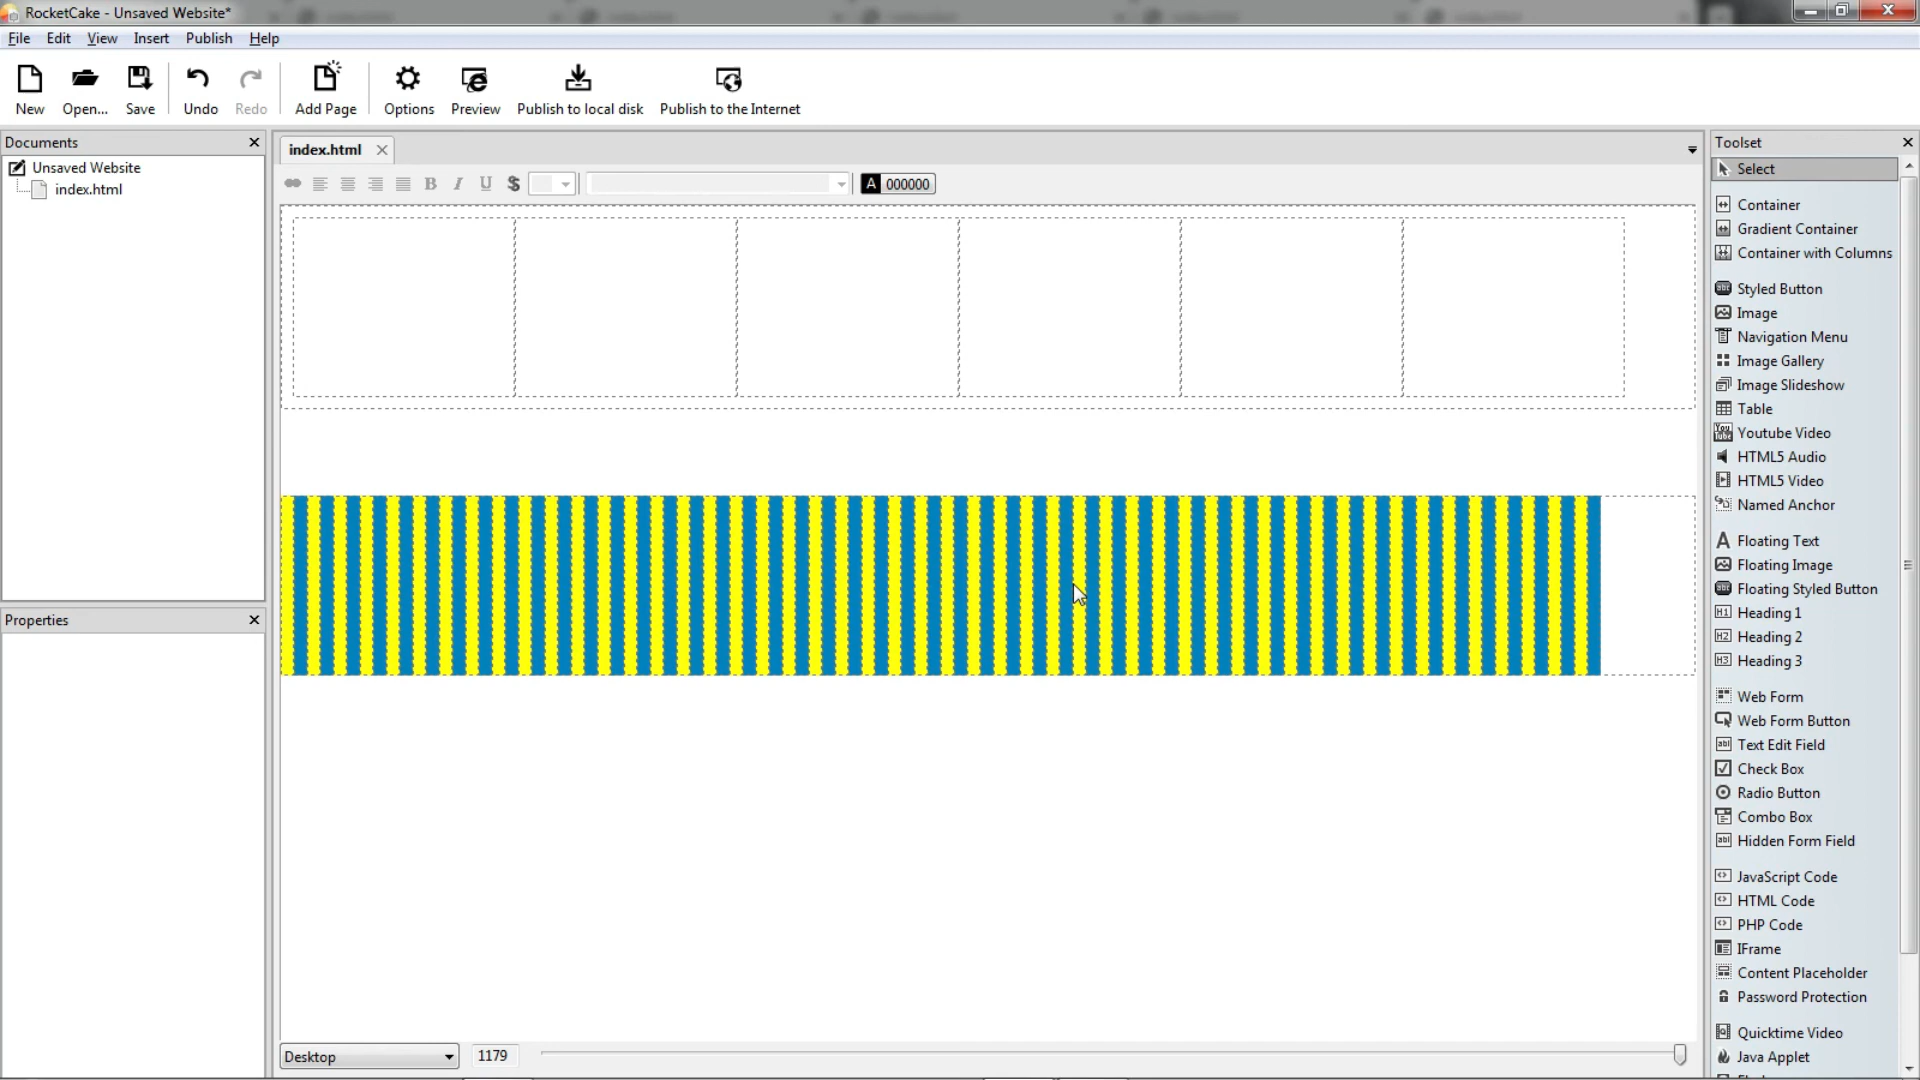 RocketCake - Unsaved Website*
File Edit View Insert Publish Help
New Open... Save Undo Redo Add Page Options Preview Publish to local disk Publish to the Internet
Documents
Unsaved Website
index.html
Properties
index.html
A 000000
Desktop
1179
Toolset
Select
Container
Gradient Container
Container with Columns
Styled Button
Image
Navigation Menu
Image Gallery
Image Slideshow
Table
Youtube Video
HTML5 Audio
HTML5 Video
Named Anchor
Floating Text
Floating Image
Floating Styled Button
Heading 1
Heading 2
Heading 3
Web Form
Web Form Button
Text Edit Field
Check Box
Radio Button
Combo Box
Hidden Form Field
JavaScript Code
HTML Code
PHP Code
IFrame
Content Placeholder
Password Protection
Quicktime Video
Java Applet